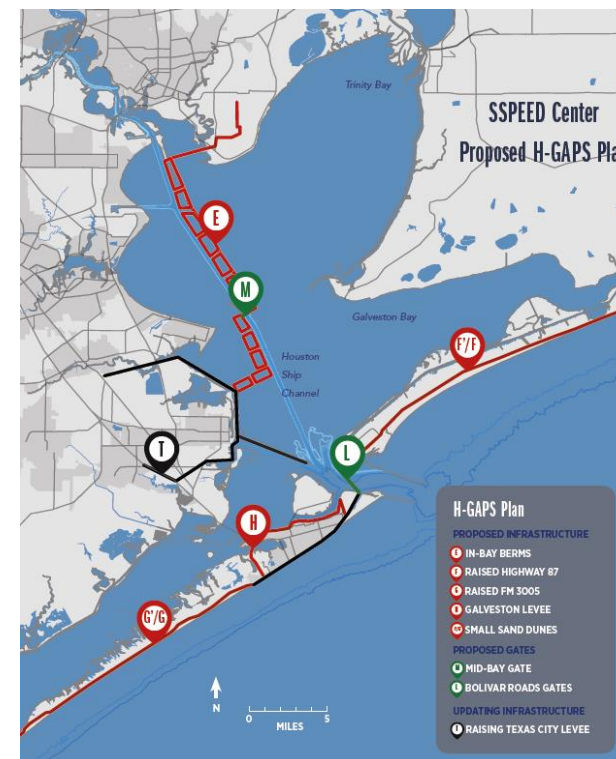 Trinity Bay
SSPEED Center
Proposed H-GAPS Pla
E
M
Galveston Bay
F'/F
Houston
Ship
Channel
T
L
H
G'/G
N
0 5
MILES
H-GAPS Plan
PROPOSED INFRASTRUCTURE
E IN-BAY BERMS
F RAISED HIGHWAY 87
G RAISED FM 3005
GALVESTON LEVEE
SMALL SAND DUNES
PROPOSED GATES
M MID-BAY GATE
BOLIVAR ROADS GATES
UPDATING INFRASTRUCTURE
T RAISING TEXAS CITY LEVEE